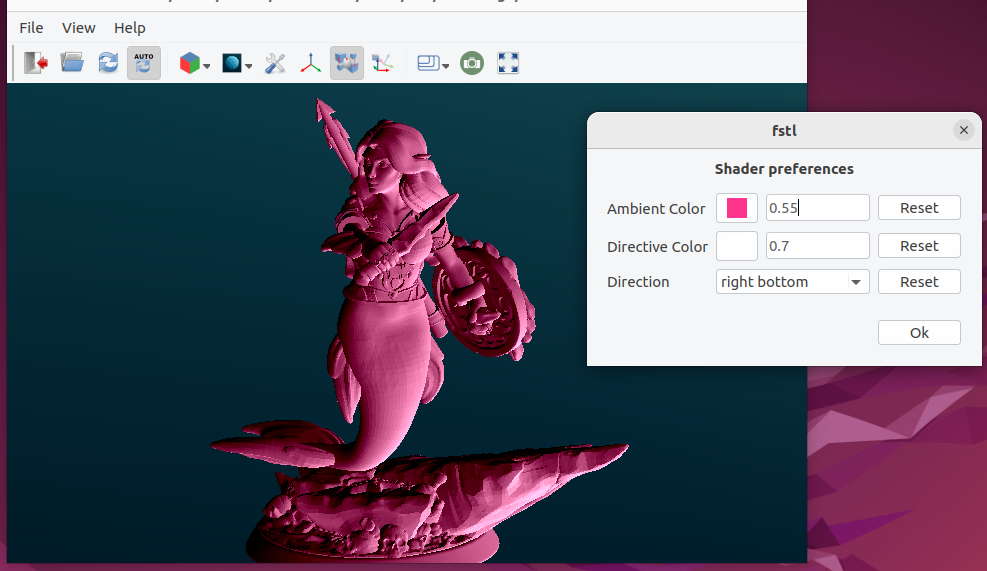 File View Help
AUTO
fstl
Shader preferences
Ambient Color 0.55 Reset
Directive Color 0.7 Reset
Direction right bottom Reset
Ok